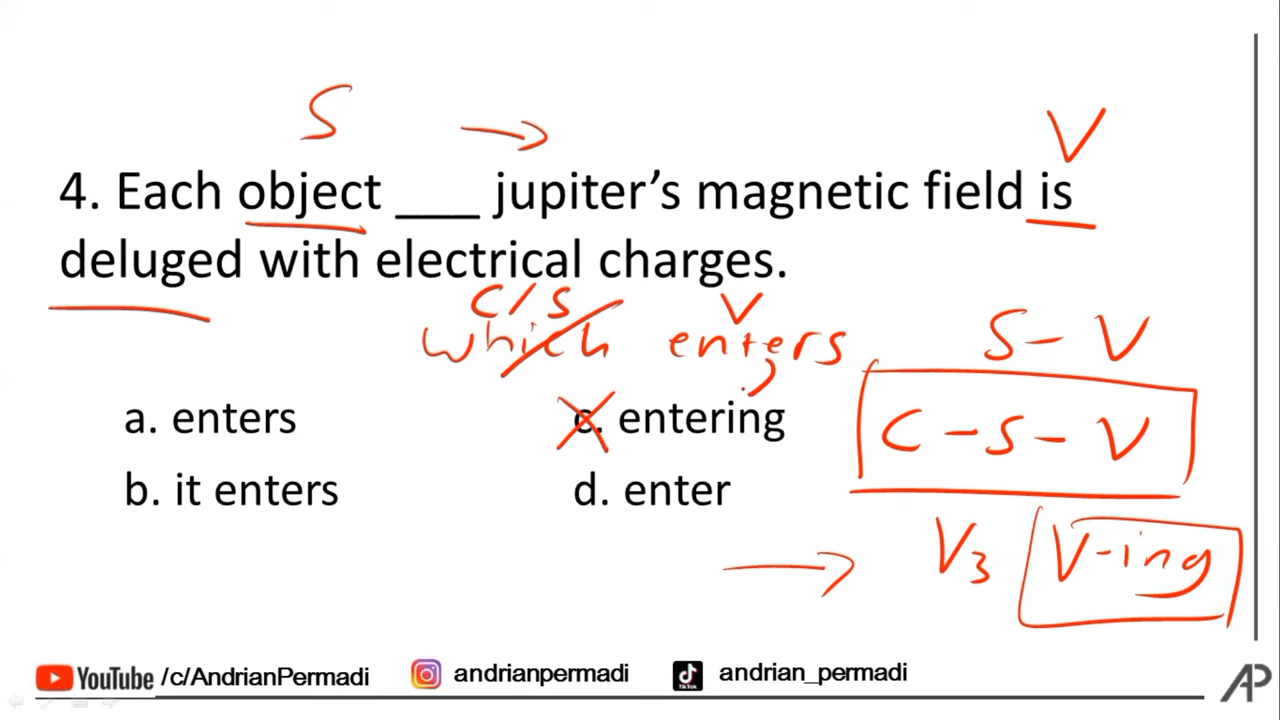 S → V
4. Each object ___ jupiter's magnetic field is
deluged with electrical charges.
C/S V
which enters
S – V
a. enters c. entering
C – S – V
b. it enters d. enter
→ V3 V-ing
YouTube /c/AndrianPermadi andrianpermadi TikTok andrian_permadi AP